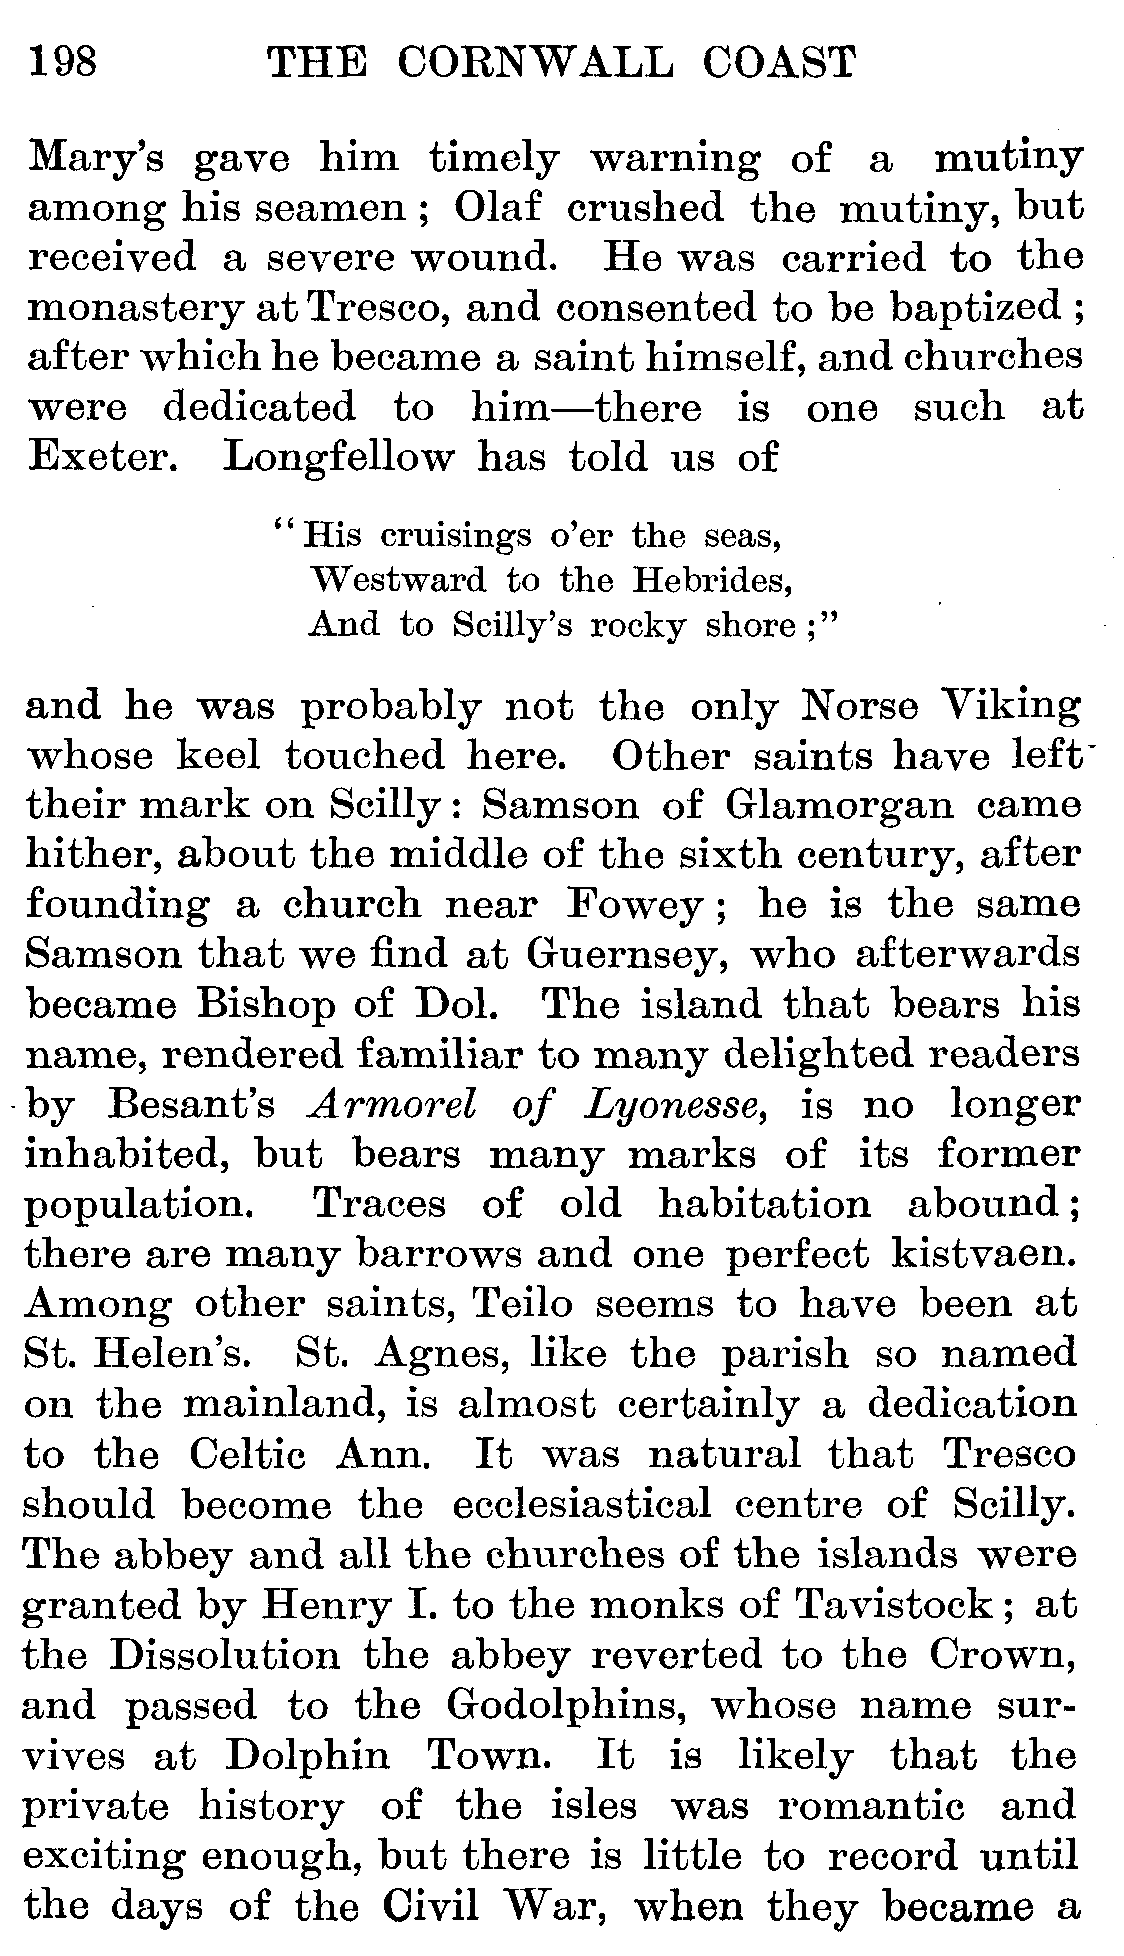 198 THE CORNWALL COAST
Mary's gave him timely warning of a mutiny
among his seamen ; Olaf crushed the mutiny, but
received a severe wound. He was carried to the
monastery at Tresco, and consented to be baptized ;
after which he became a saint himself, and churches
were dedicated to him—there is one such at
Exeter. Longfellow has told us of
“His cruisings o'er the seas,
Westward to the Hebrides,
And to Scilly's rocky shore ;”
and he was probably not the only Norse Viking
whose keel touched here. Other saints have left
their mark on Scilly : Samson of Glamorgan came
hither, about the middle of the sixth century, after
founding a church near Fowey ; he is the same
Samson that we find at Guernsey, who afterwards
became Bishop of Dol. The island that bears his
name, rendered familiar to many delighted readers
by Besant's Armorel of Lyonesse, is no longer
inhabited, but bears many marks of its former
population. Traces of old habitation abound ;
there are many barrows and one perfect kistvaen.
Among other saints, Teilo seems to have been at
St. Helen's. St. Agnes, like the parish so named
on the mainland, is almost certainly a dedication
to the Celtic Ann. It was natural that Tresco
should become the ecclesiastical centre of Scilly.
The abbey and all the churches of the islands were
granted by Henry I. to the monks of Tavistock ; at
the Dissolution the abbey reverted to the Crown,
and passed to the Godolphins, whose name sur-
vives at Dolphin Town. It is likely that the
private history of the isles was romantic and
exciting enough, but there is little to record until
the days of the Civil War, when they became a